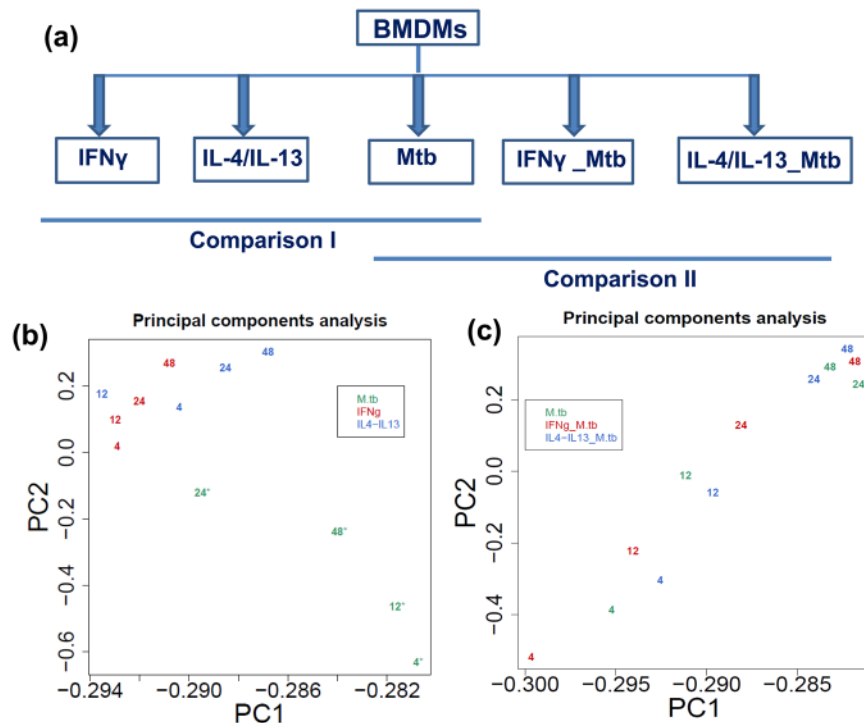 (a)
BMDMs
IFNγ
IL-4/IL-13
Mtb
IFNγ _Mtb
IL-4/IL-13_Mtb
Comparison I
Comparison II
(b)
Principal components analysis
PC2
0.2
0.0
−0.2
−0.4
−0.6
48
48
24
12
24
4
12
4
24*
48*
12*
4*
M.tb
IFNg
IL4−IL13
−0.294
−0.290
−0.286
−0.282
PC1
(c)
Principal components analysis
PC2
0.2
0.0
−0.2
−0.4
48
48
48
24
24
24
12
12
12
4
4
4
M.tb
IFNg_M.tb
IL4−IL13_M.tb
−0.300
−0.295
−0.290
−0.285
PC1